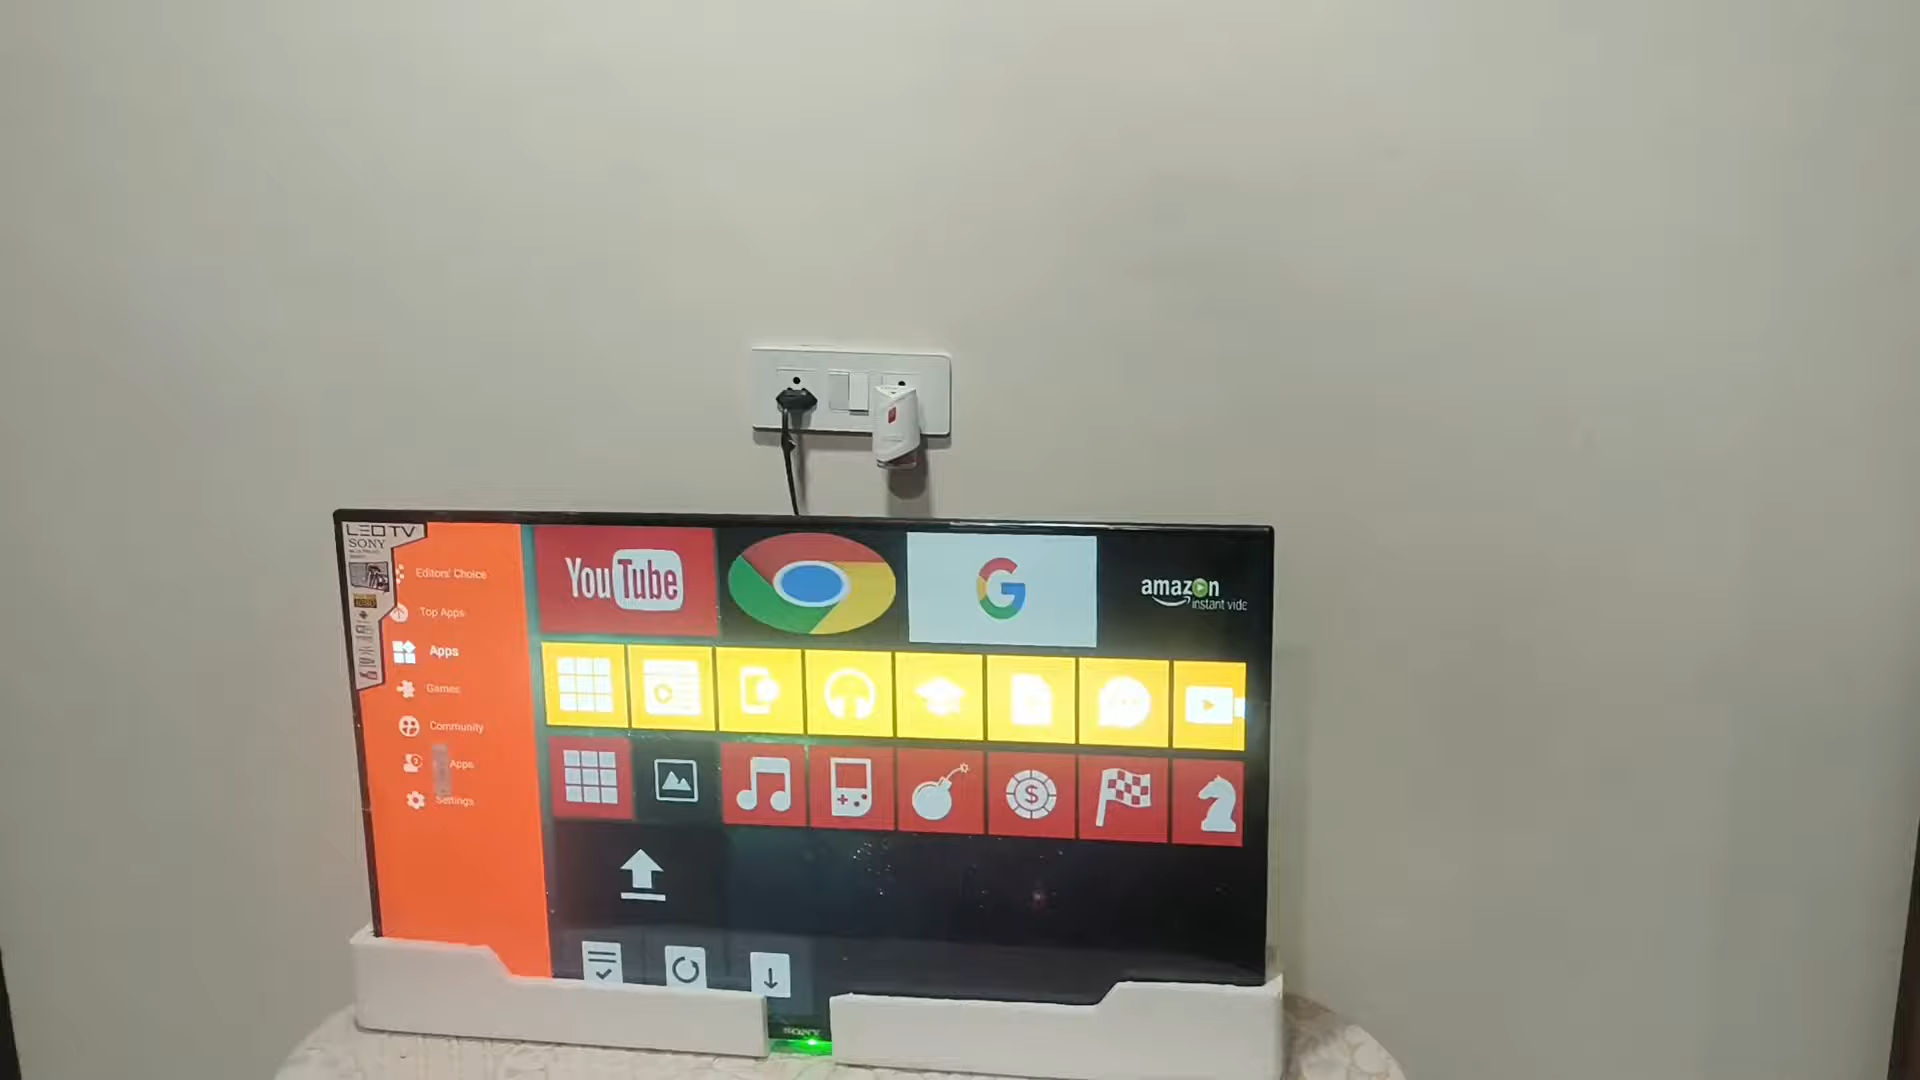 LED TV
SONY
Editors' Choice
Top Apps
Apps
Games
Community
Apps
Settings
YouTube
G
amazon
instant vide
$
SONY